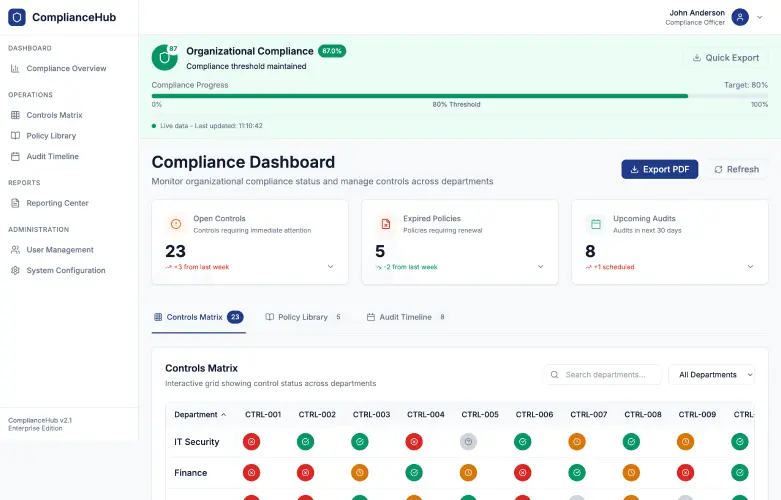 ComplianceHub
John Anderson
Compliance Officer
DASHBOARD
Compliance Overview
OPERATIONS
Controls Matrix
Policy Library
Audit Timeline
REPORTS
Reporting Center
ADMINISTRATION
User Management
System Configuration
ComplianceHub v2.1
Enterprise Edition
87
Organizational Compliance 87.0%
Compliance threshold maintained
Quick Export
Compliance Progress Target: 80%
0% 80% Threshold 100%
Live data – Last updated: 11:10:42
Compliance Dashboard
Monitor organizational compliance status and manage controls across departments
Export PDF
Refresh
Open Controls
Controls requiring immediate attention
23
+3 from last week
Expired Policies
Policies requiring renewal
5
-2 from last week
Upcoming Audits
Audits in next 30 days
8
+1 scheduled
Controls Matrix 23 Policy Library 5 Audit Timeline 8
Controls Matrix
Interactive grid showing control status across departments
Search departments...
All Departments
Department CTRL-001 CTRL-002 CTRL-003 CTRL-004 CTRL-005 CTRL-006 CTRL-007 CTRL-008 CTRL-009 CTRL-
IT Security
Finance